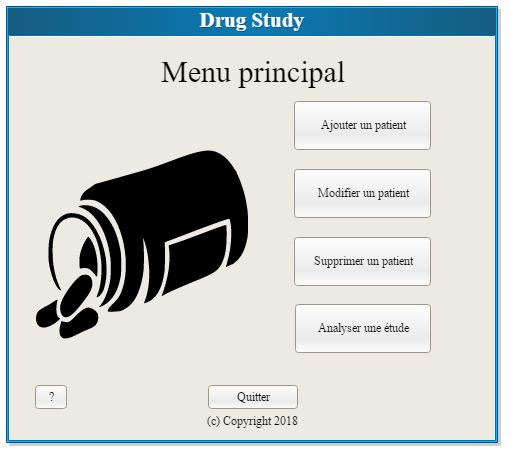 Drug Study
Menu principal
Ajouter un patient
Modifier un patient
Supprimer un patient
Analyser une étude
?
Quitter
(c) Copyright 2018